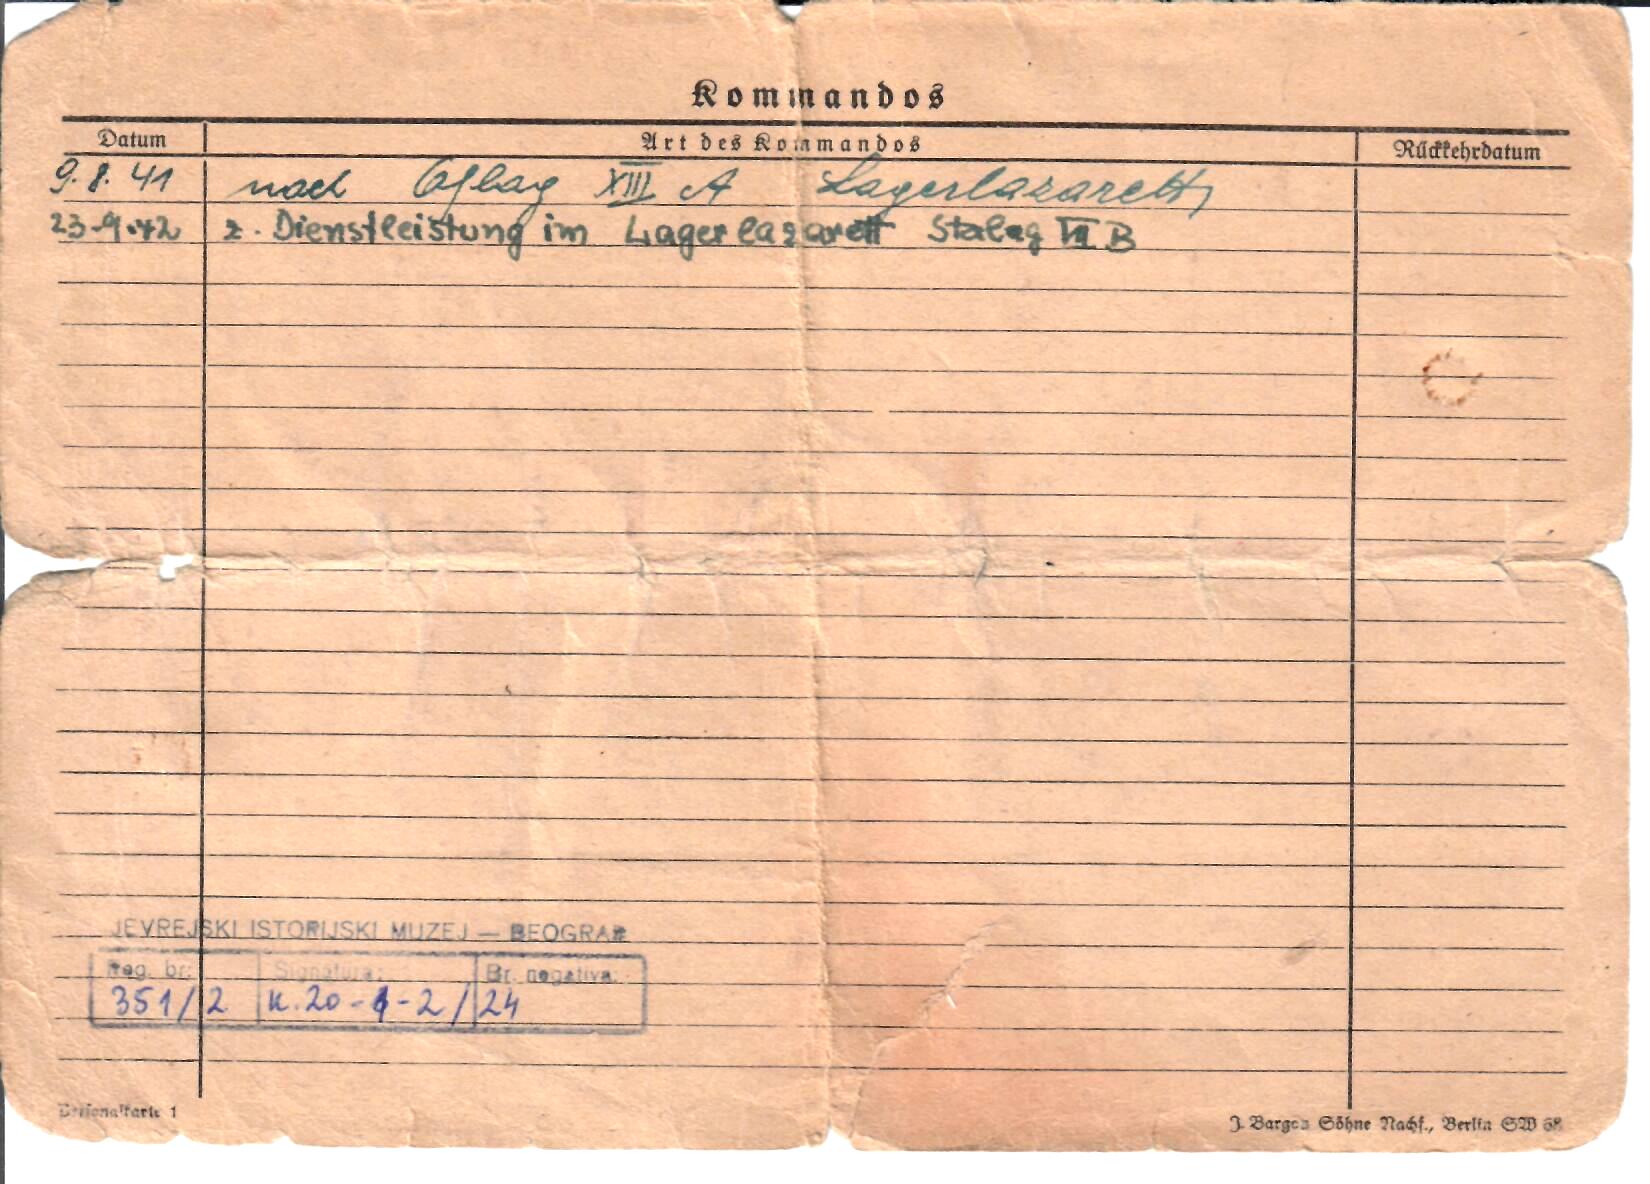 Kommandos
Datum Art des Kommandos Rückkehrdatum
9.8.41 nach Oflag XIII A Lagerlazarett
23.9.42 z. Dienstleistung im Lagerlazarett Stalag VII B
JEVREJSKI ISTORIJSKI MUZEJ — BEOGRAD
Reg. br: Signatura: Br. negativa:
351/2 K.20-1-2/24
Personalkarte 1
J. Bargou Söhne Nachf., Berlin SW 68